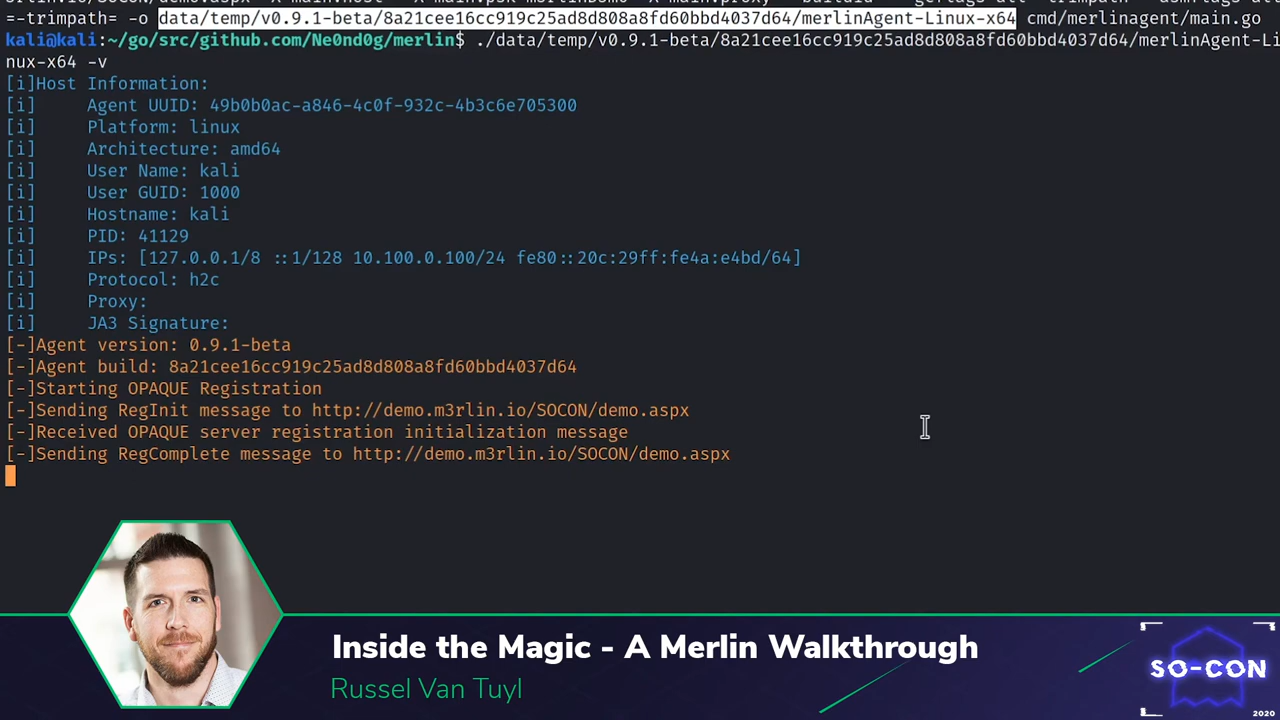 =-trimpath= -o data/temp/v0.9.1-beta/8a21cee16cc919c25ad8d808a8fd60bbd4037d64/merlinAgent-Linux-x64 cmd/merlinagent/main.go
kali@kali:~/go/src/github.com/Ne0nd0g/merlin$ ./data/temp/v0.9.1-beta/8a21cee16cc919c25ad8d808a8fd60bbd4037d64/merlinAgent-Li
nux-x64 -v
[i]Host Information:
[i]     Agent UUID: 49b0b0ac-a846-4c0f-932c-4b3c6e705300
[i]     Platform: linux
[i]     Architecture: amd64
[i]     User Name: kali
[i]     User GUID: 1000
[i]     Hostname: kali
[i]     PID: 41129
[i]     IPs: [127.0.0.1/8 ::1/128 10.100.0.100/24 fe80::20c:29ff:fe4a:e4bd/64]
[i]     Protocol: h2c
[i]     Proxy:
[i]     JA3 Signature:
[-]Agent version: 0.9.1-beta
[-]Agent build: 8a21cee16cc919c25ad8d808a8fd60bbd4037d64
[-]Starting OPAQUE Registration
[-]Sending RegInit message to http://demo.m3rlin.io/SOCON/demo.aspx
[-]Received OPAQUE server registration initialization message
[-]Sending RegComplete message to http://demo.m3rlin.io/SOCON/demo.aspx
Inside the Magic - A Merlin Walkthrough
Russel Van Tuyl
SO-CON
2020